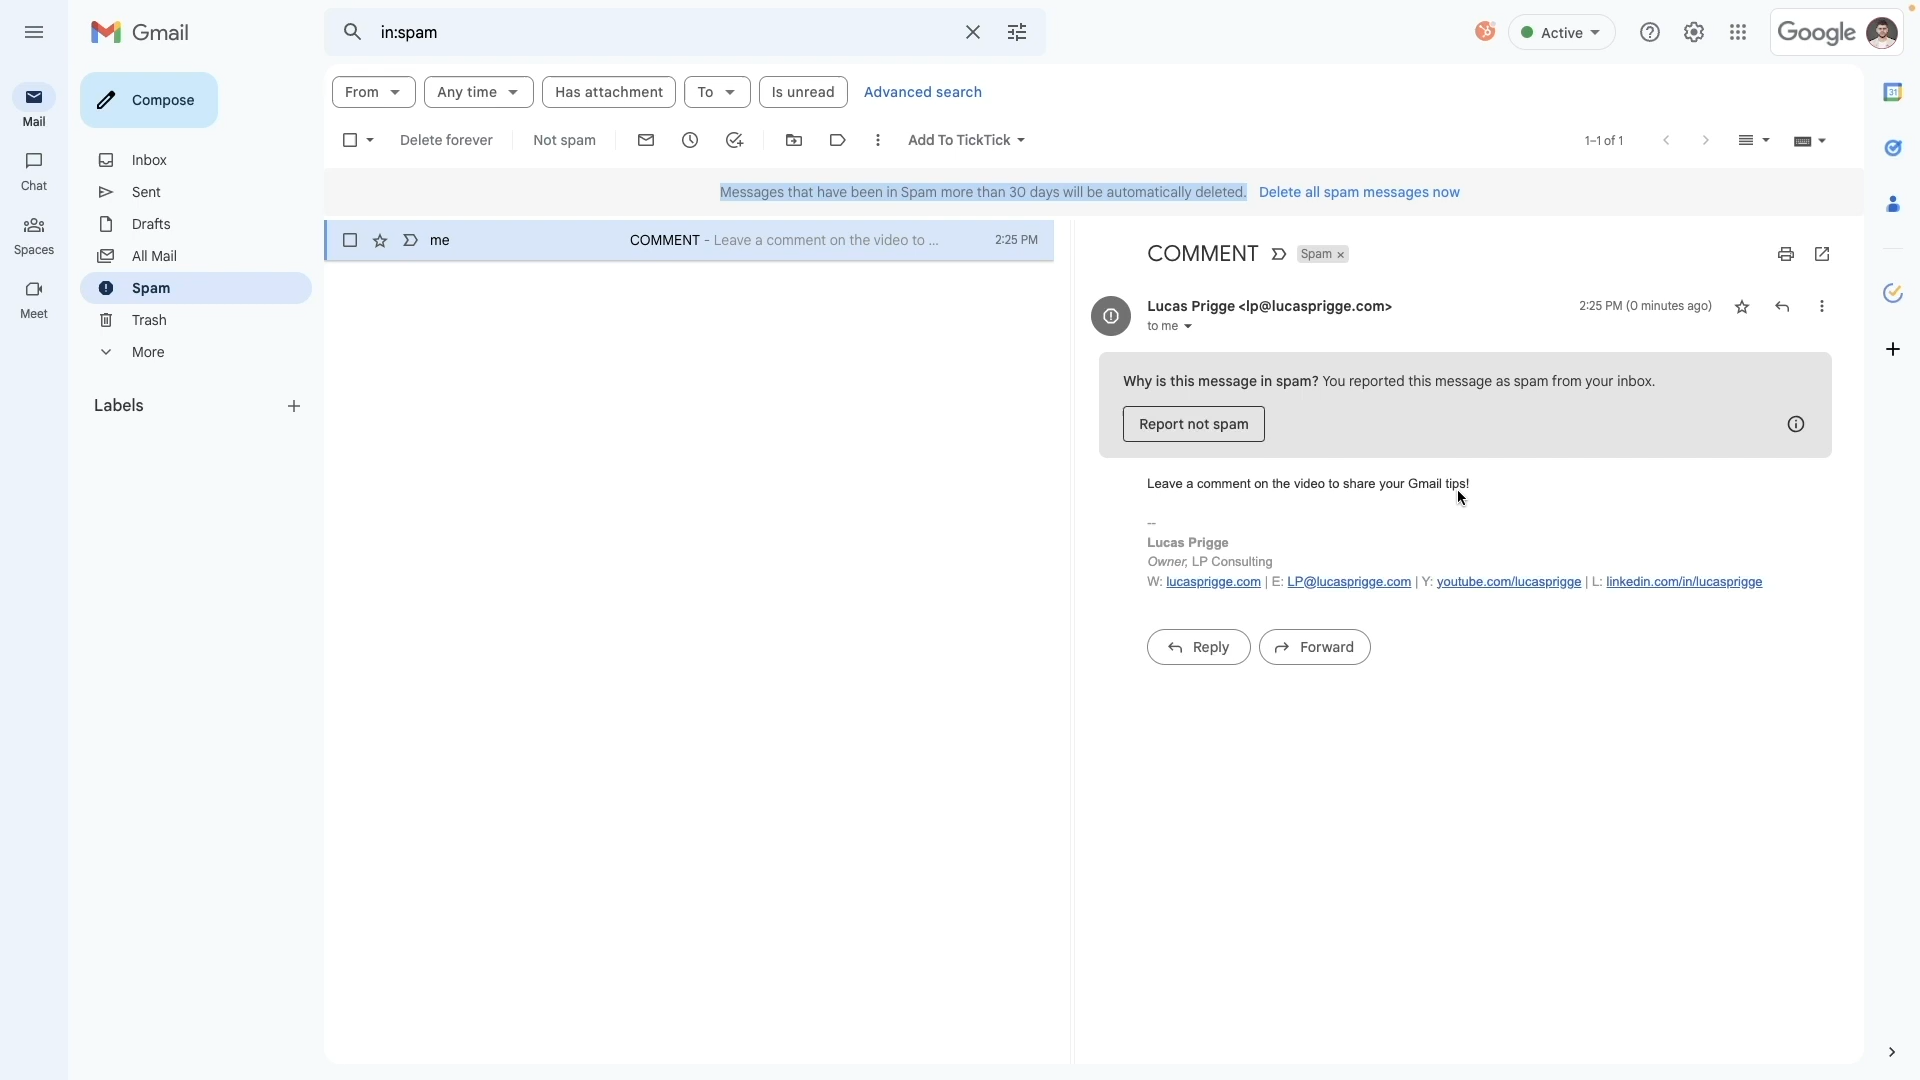 Gmail
in:spam
Active
Google
Mail
Chat
Spaces
Meet
Compose
Inbox
Sent
Drafts
All Mail
Spam
Trash
More
Labels
From
Any time
Has attachment
To
Is unread
Advanced search
Delete forever
Not spam
Add To TickTick
1–1 of 1
Messages that have been in Spam more than 30 days will be automatically deleted. Delete all spam messages now
me COMMENT - Leave a comment on the video to ... 2:25 PM
COMMENT
Spam ×
Lucas Prigge <lp@lucasprigge.com>
2:25 PM (0 minutes ago)
to me
Why is this message in spam? You reported this message as spam from your inbox.
Report not spam
Leave a comment on the video to share your Gmail tips!
--
Lucas Prigge
Owner, LP Consulting
W: lucasprigge.com | E: LP@lucasprigge.com | Y: youtube.com/lucasprigge | L: linkedin.com/in/lucasprigge
Reply
Forward
31